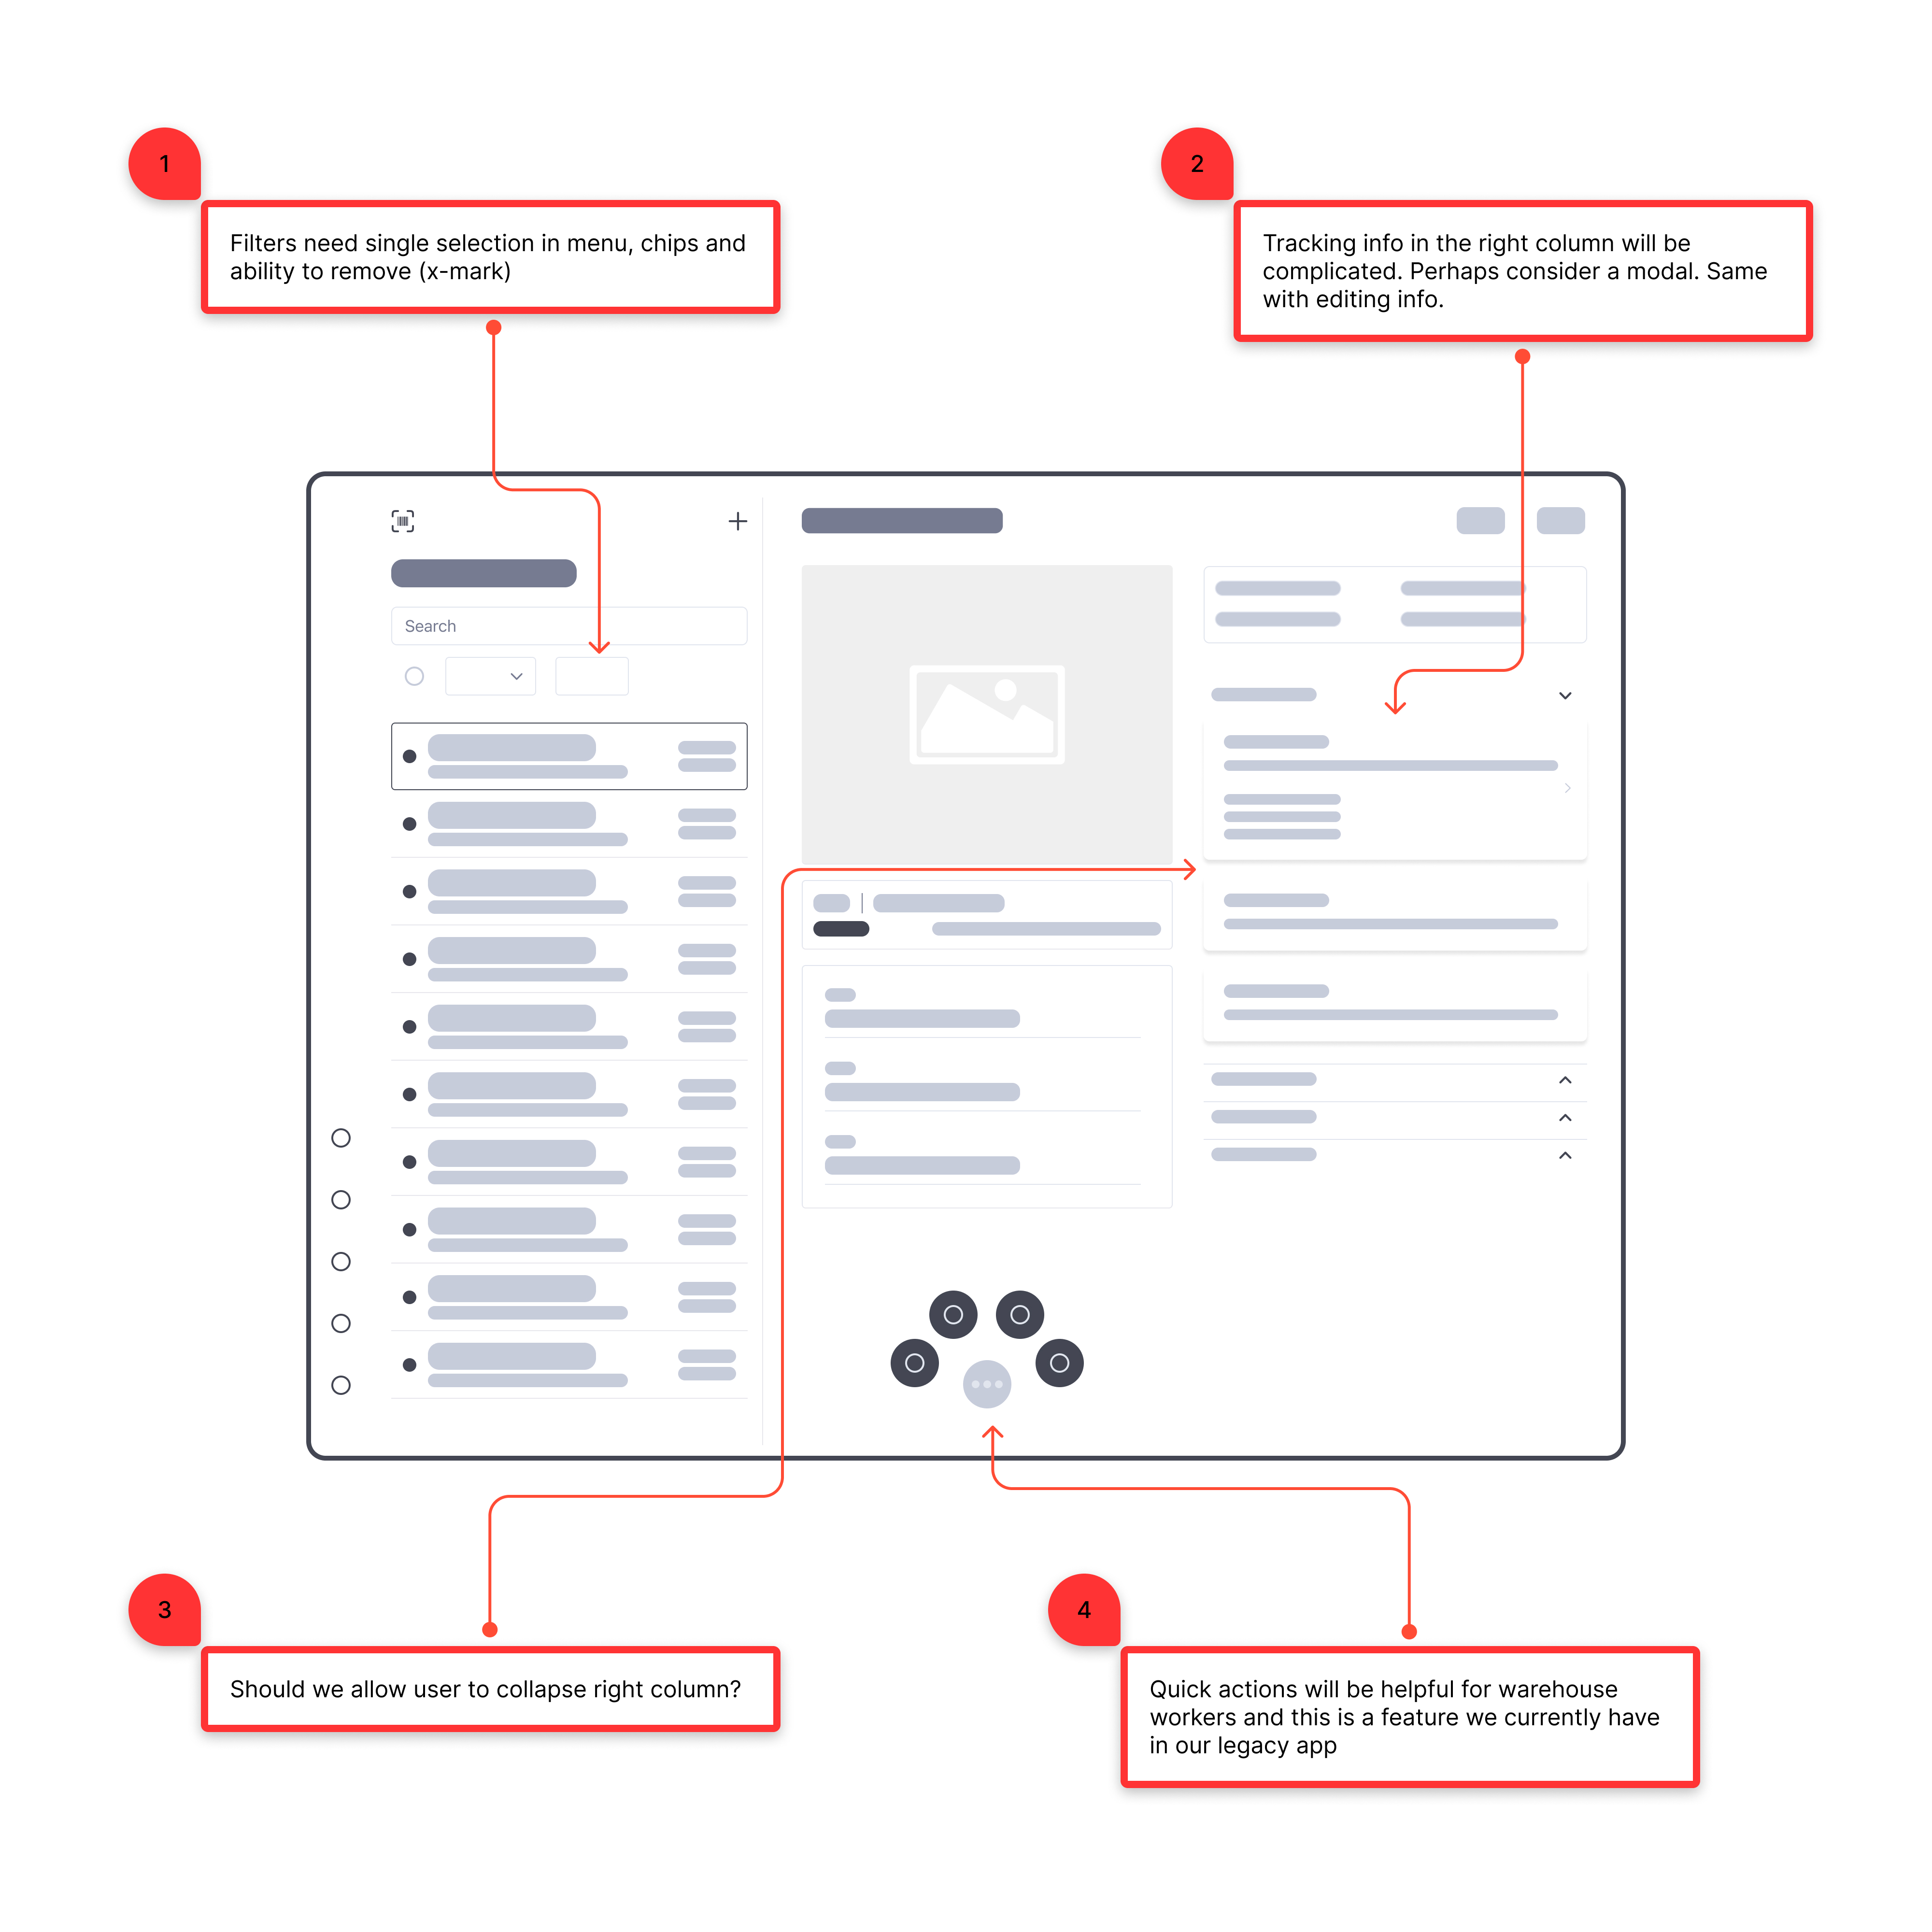 1
Filters need single selection in menu, chips and
ability to remove (x-mark)
2
Tracking info in the right column will be
complicated. Perhaps consider a modal. Same
with editing info.
Search
3
Should we allow user to collapse right column?
4
Quick actions will be helpful for warehouse
workers and this is a feature we currently have
in our legacy app